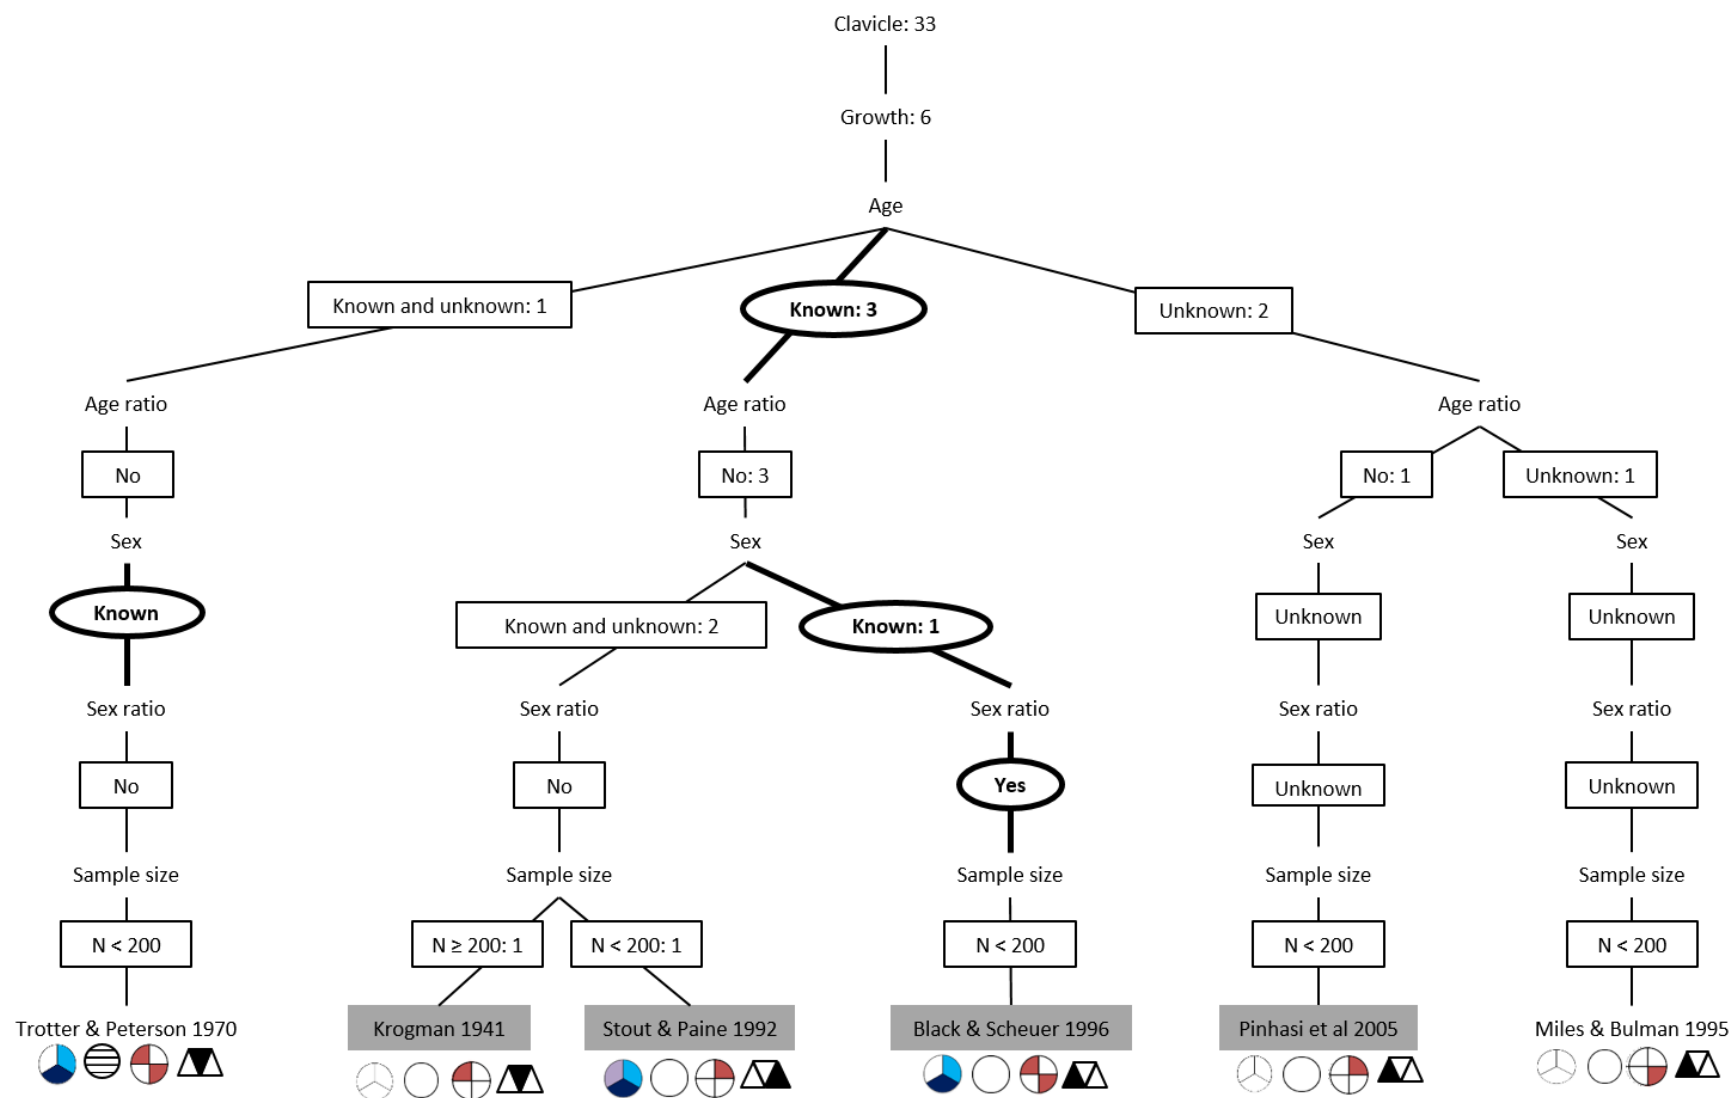 Clavicle: 33
Growth: 6
Age
Known and unknown: 1
Known: 3
Unknown: 2
Age ratio
Age ratio
Age ratio
No
No: 3
No: 1
Unknown: 1
Sex
Sex
Sex
Sex
Known
Known and unknown: 2
Known: 1
Unknown
Unknown
Sex ratio
Sex ratio
Sex ratio
Sex ratio
Sex ratio
No
No
Yes
Unknown
Unknown
Sample size
Sample size
Sample size
Sample size
Sample size
N < 200
N ≥ 200: 1
N < 200: 1
N < 200
N < 200
N < 200
Trotter & Peterson 1970
Krogman 1941
Stout & Paine 1992
Black & Scheuer 1996
Pinhasi et al 2005
Miles & Bulman 1995